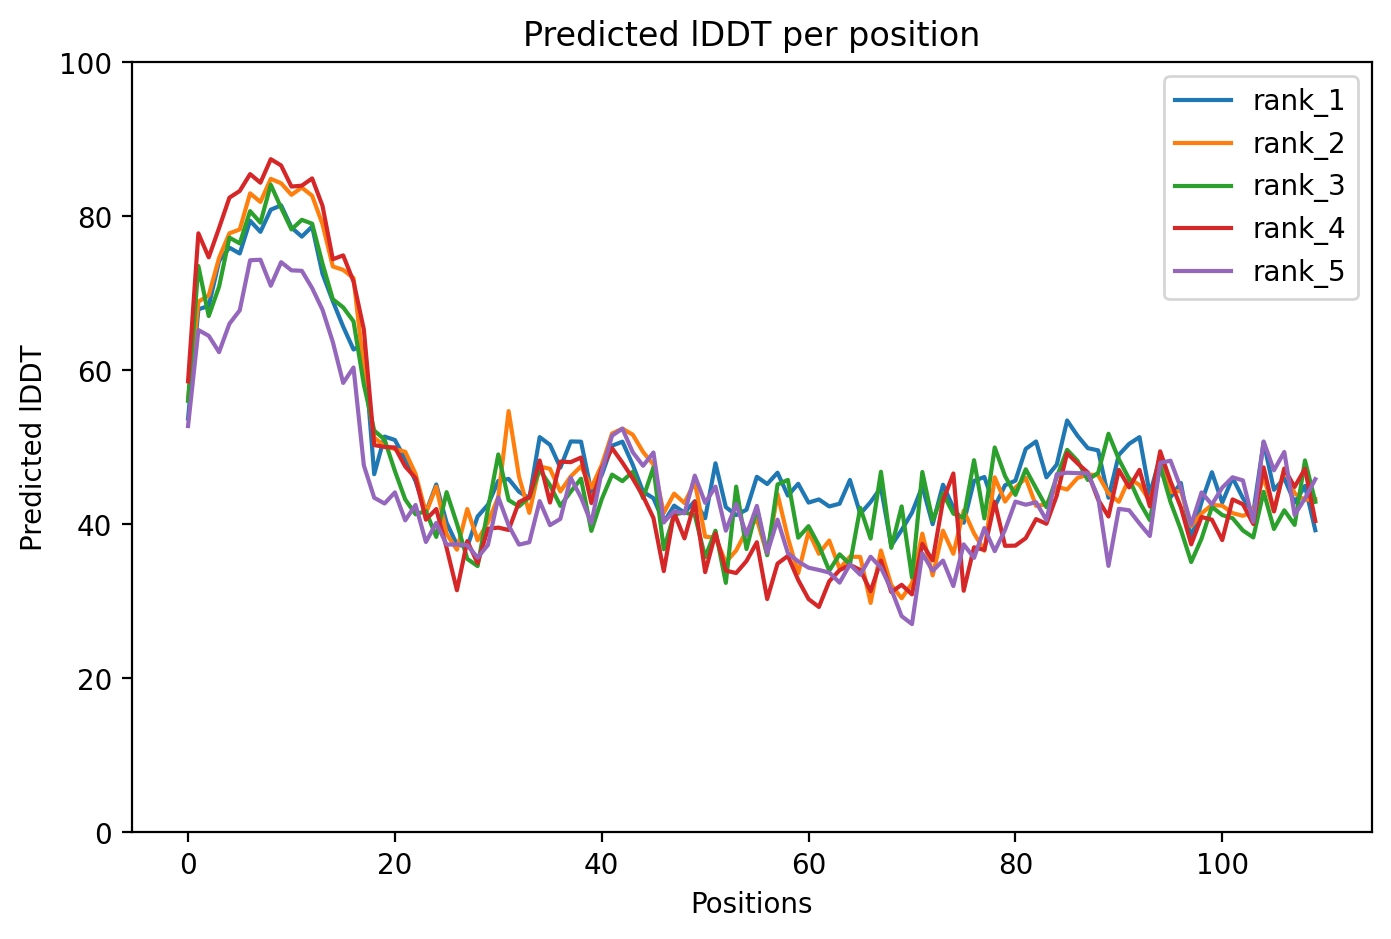 Predicted lDDT per position
100
80
60
40
20
0
Predicted lDDT
0 20 40 60 80 100
Positions
rank_1
rank_2
rank_3
rank_4
rank_5